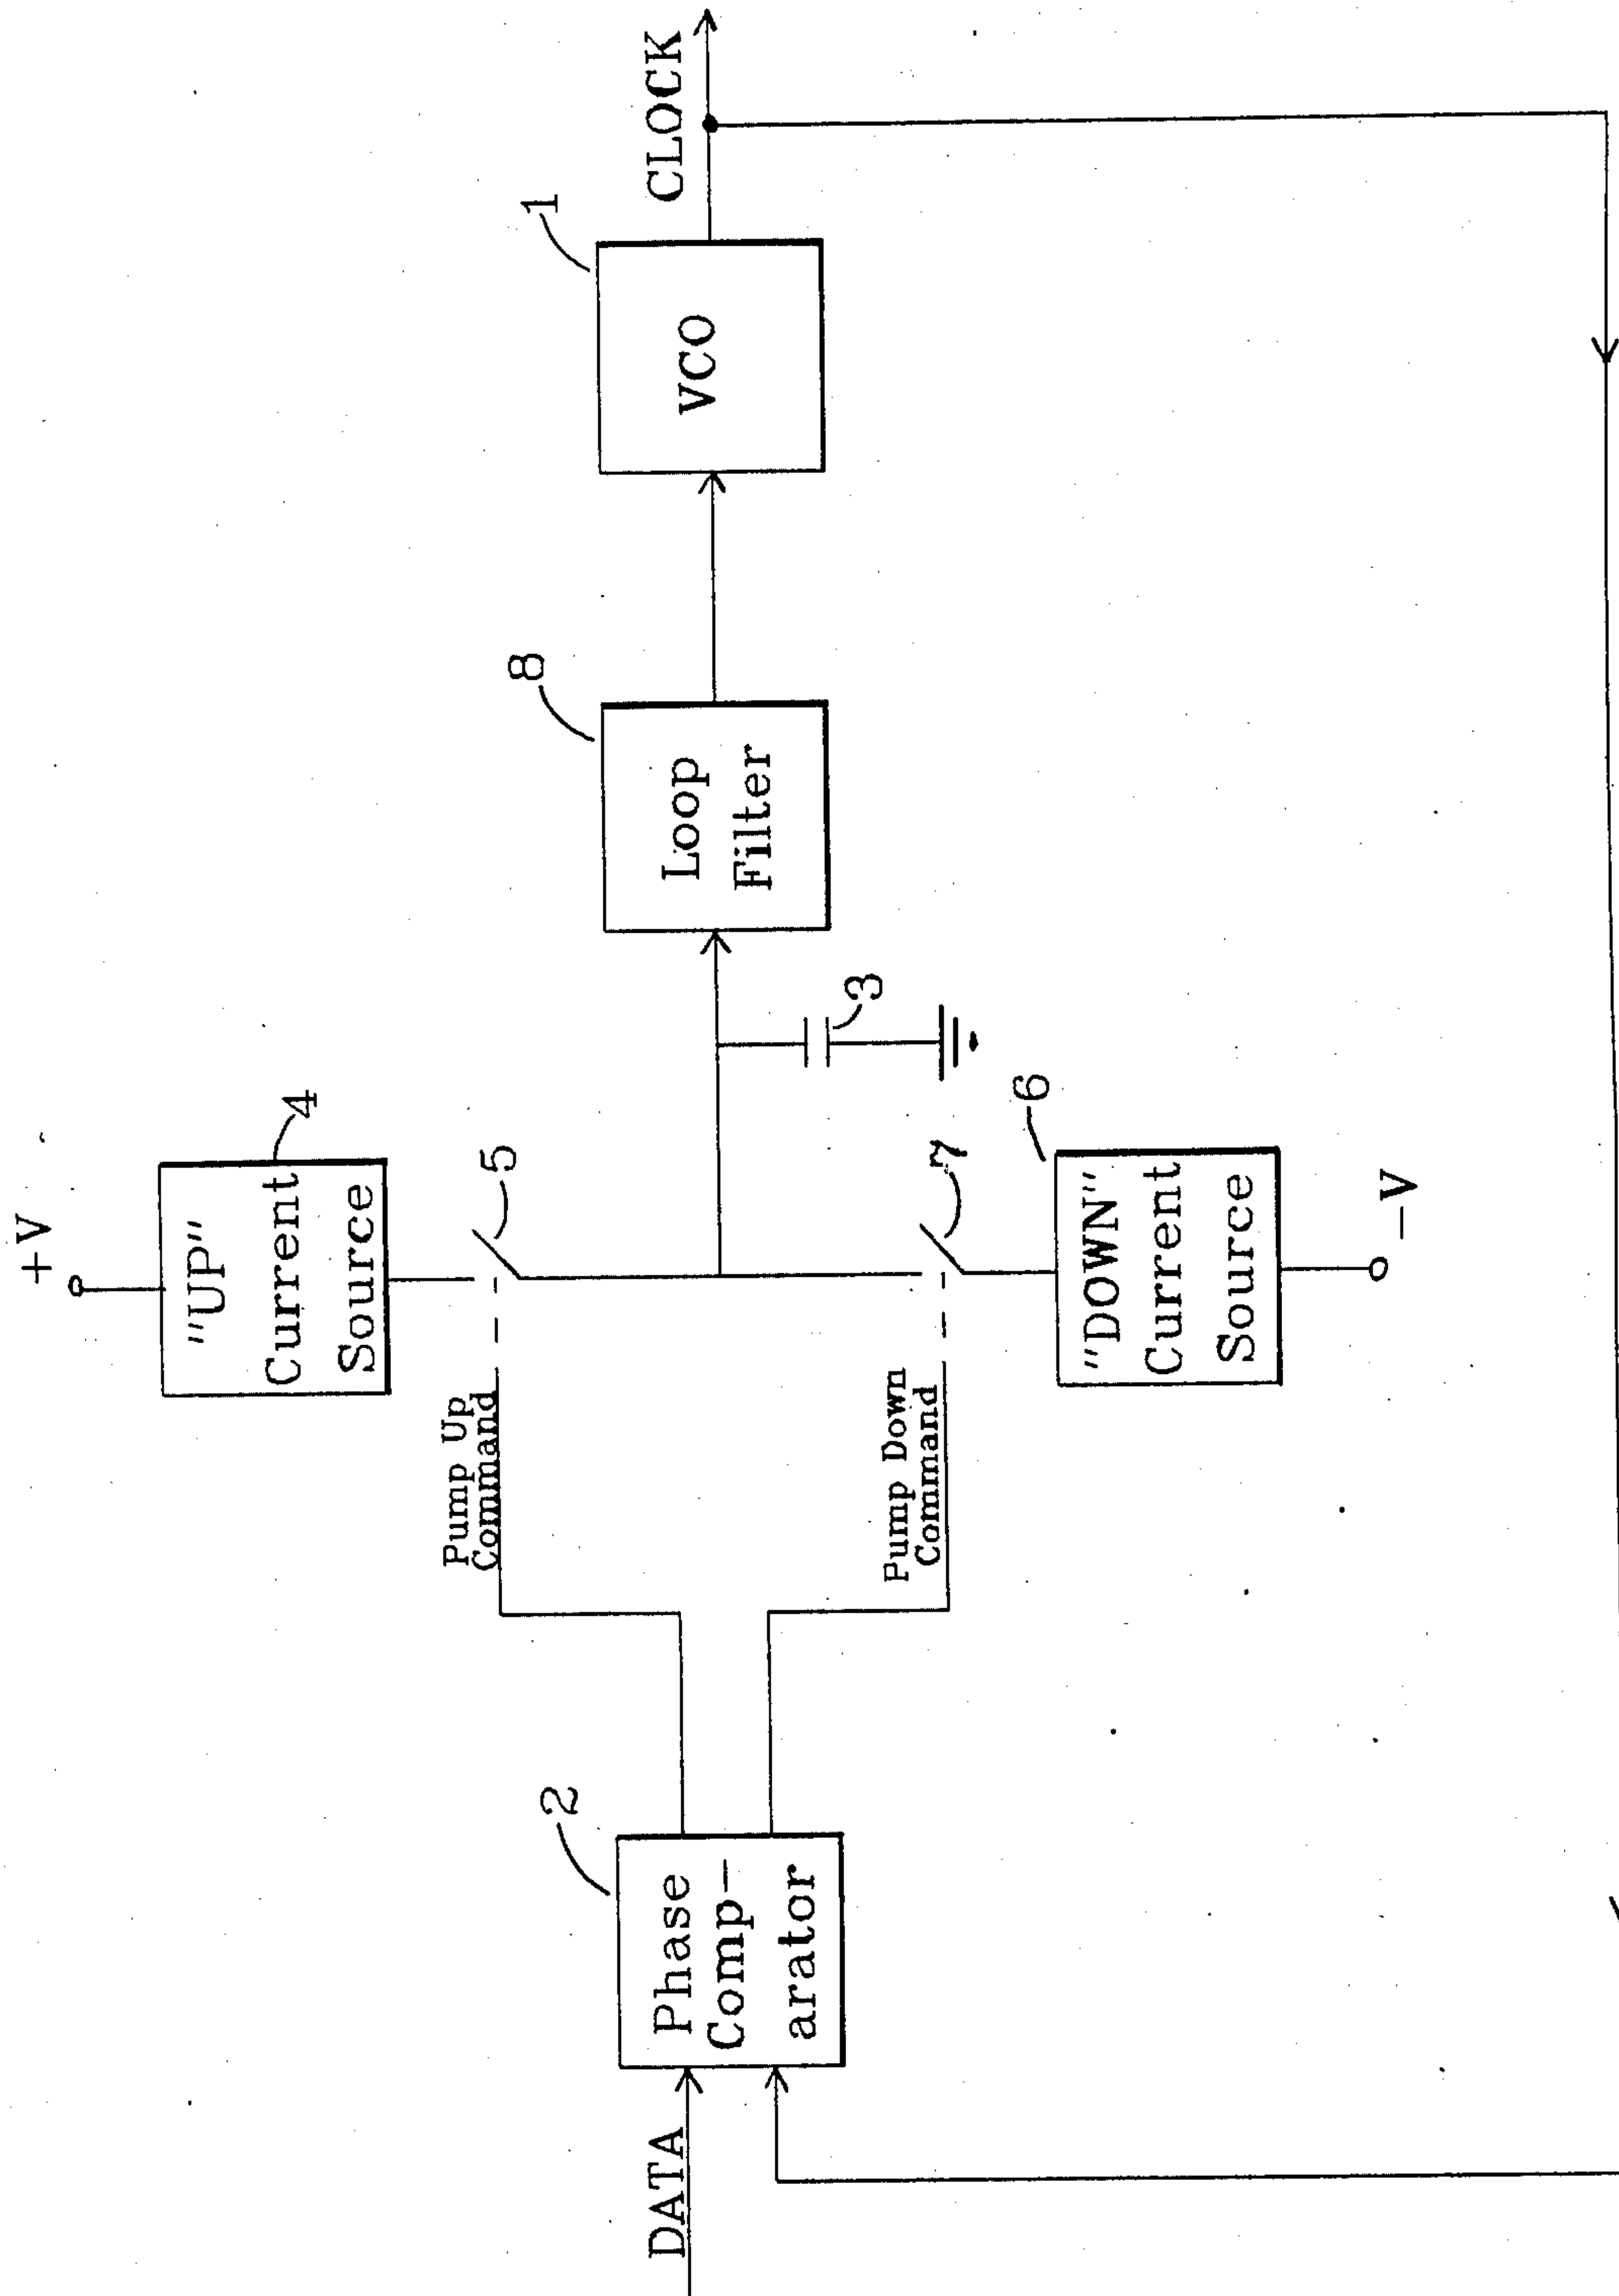 DATA
Phase
Comp-
arator
2
Pump Up
Command
Pump Down
Command
+V
"UP"
Current
Source
4
5
7
"DOWN"
Current
Source
6
-V
3
Loop
Filter
8
VCO
1
CLOCK